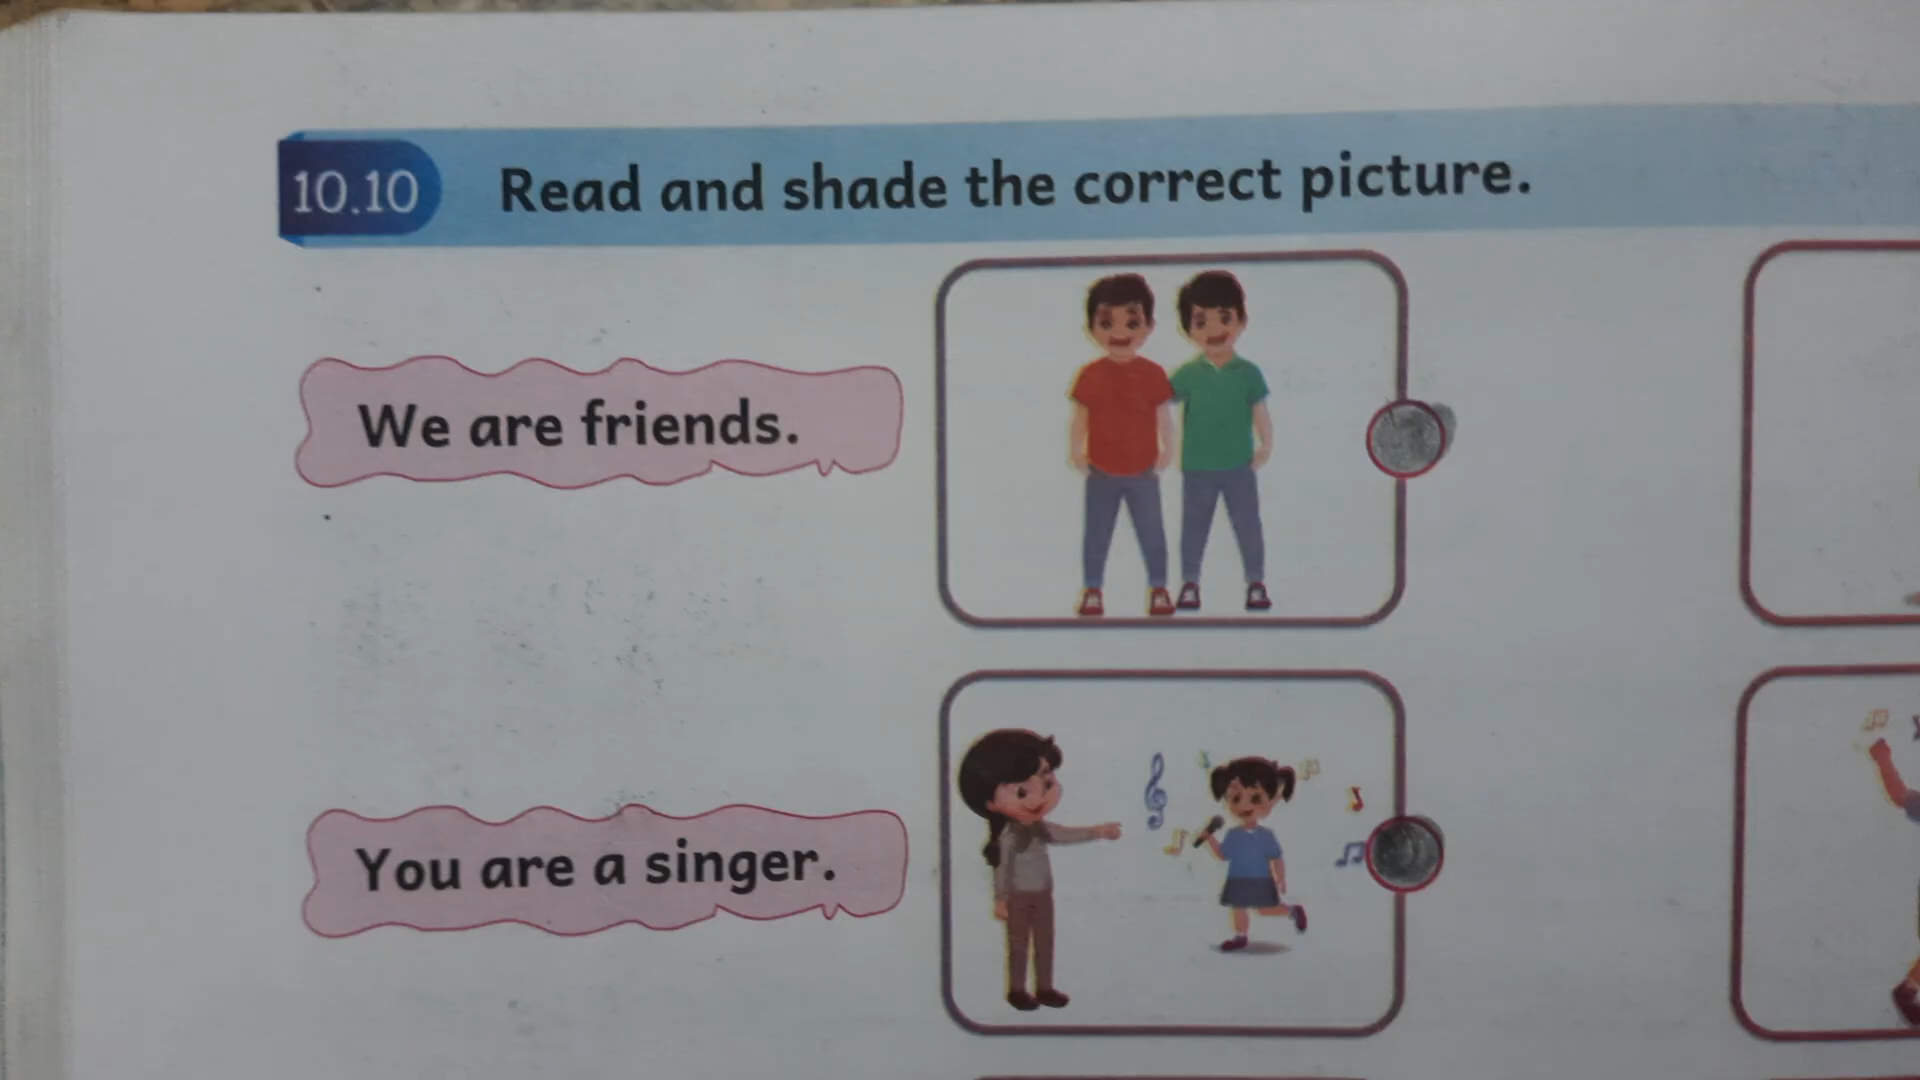 10.10 Read and shade the correct picture.
We are friends.
You are a singer.